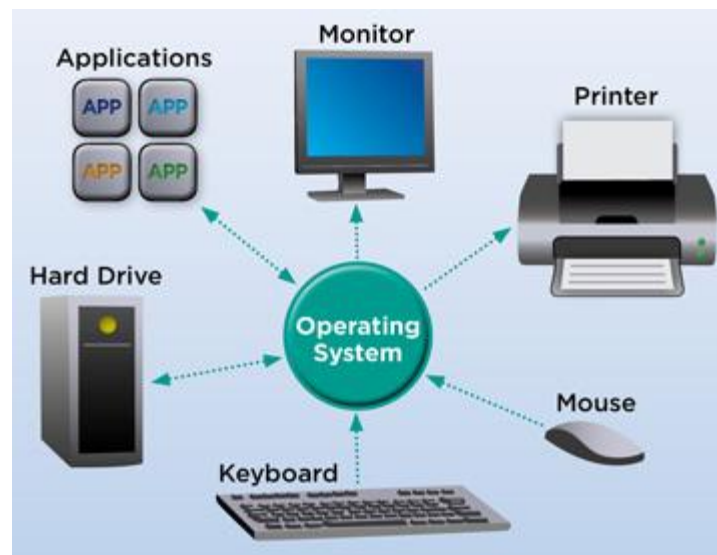 Monitor
Applications
APP APP
APP APP
Printer
Hard Drive
Operating
System
Mouse
Keyboard